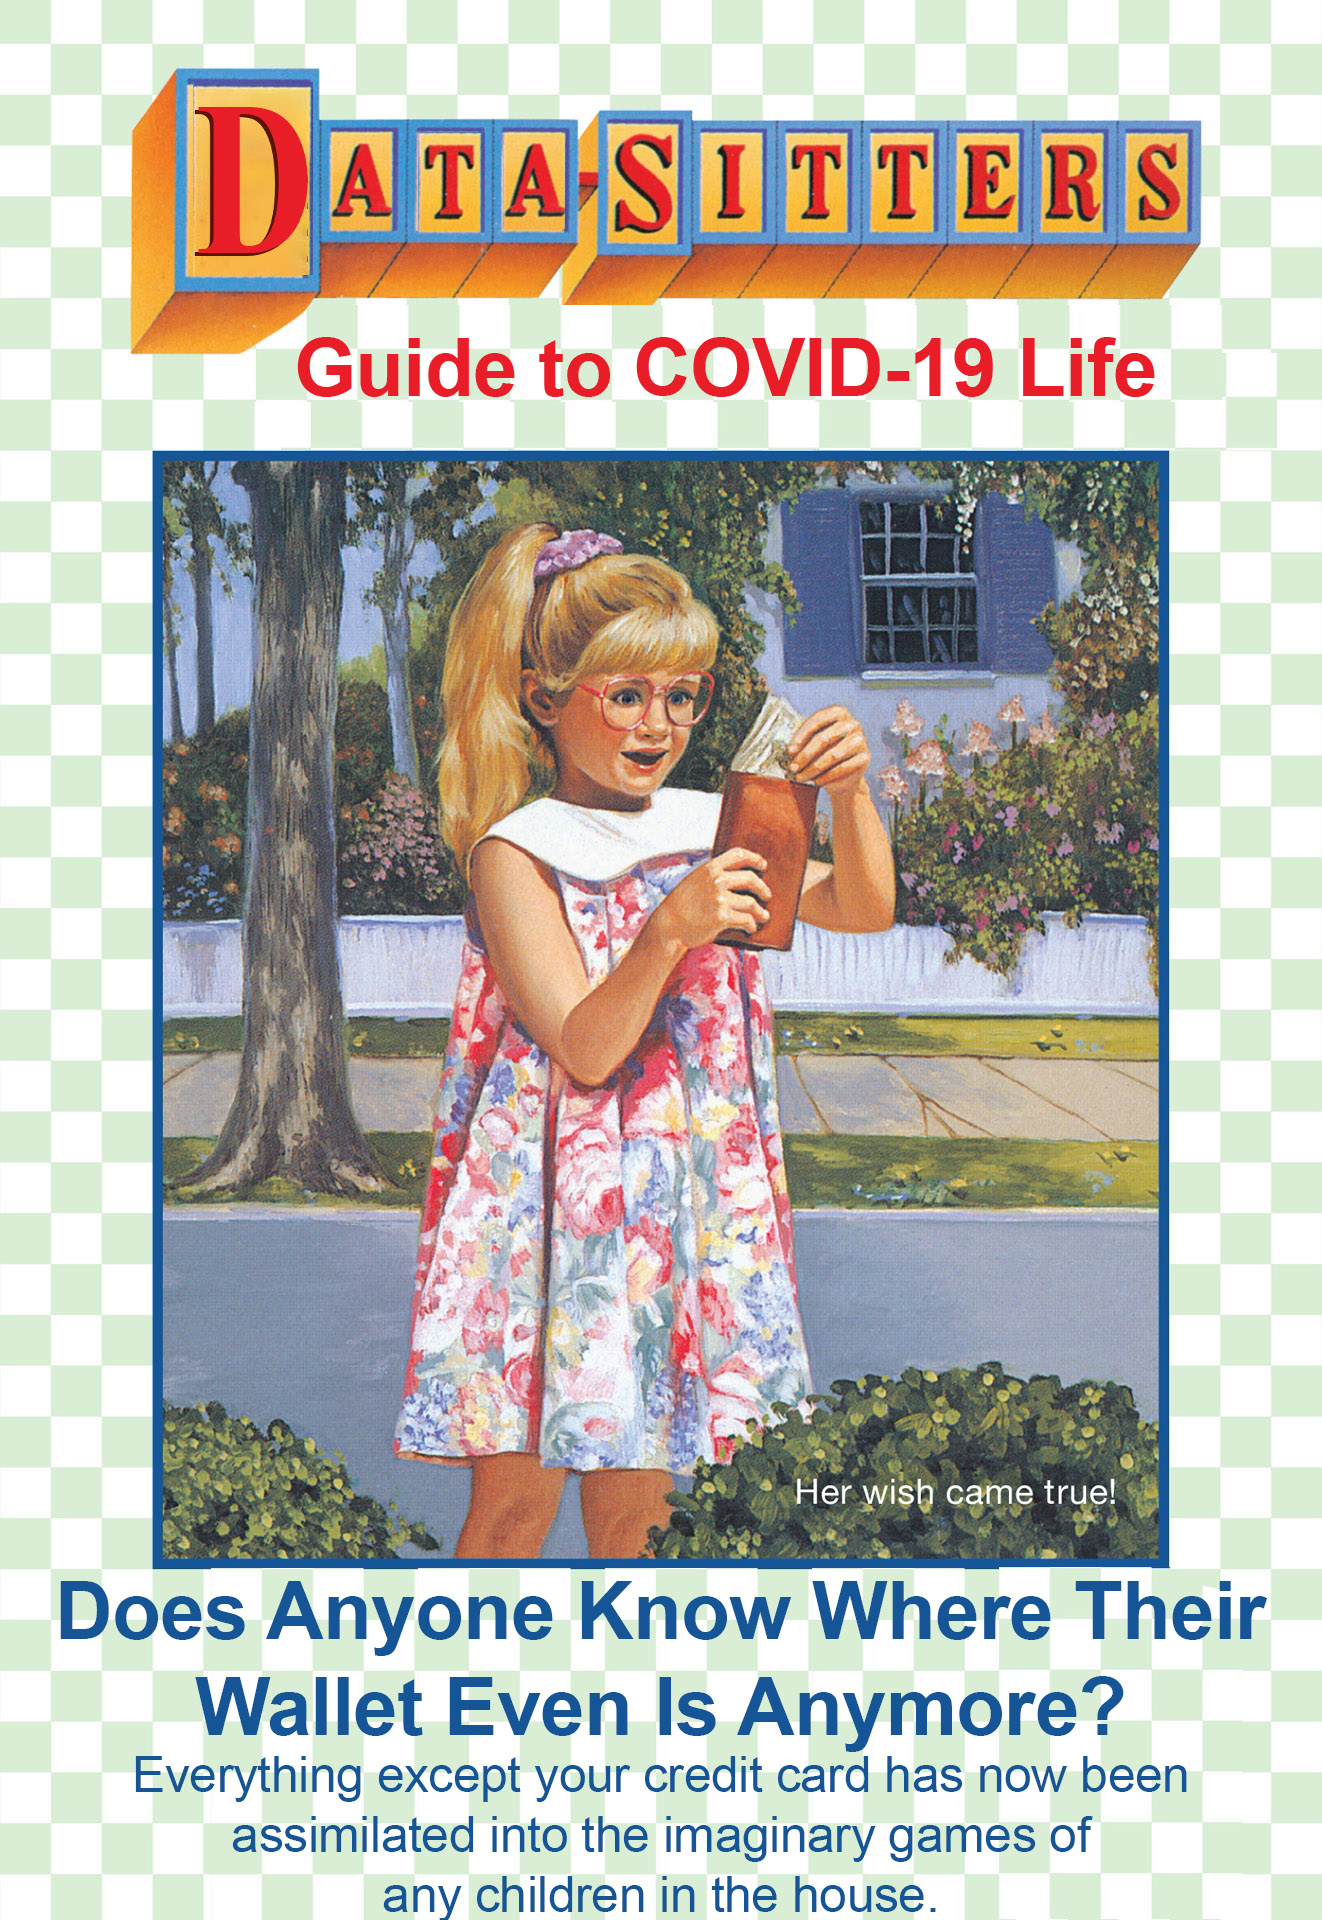 DATA-SITTERS
Guide to COVID-19 Life
Her wish came true!
Does Anyone Know Where Their
Wallet Even Is Anymore?
Everything except your credit card has now been
assimilated into the imaginary games of
any children in the house.